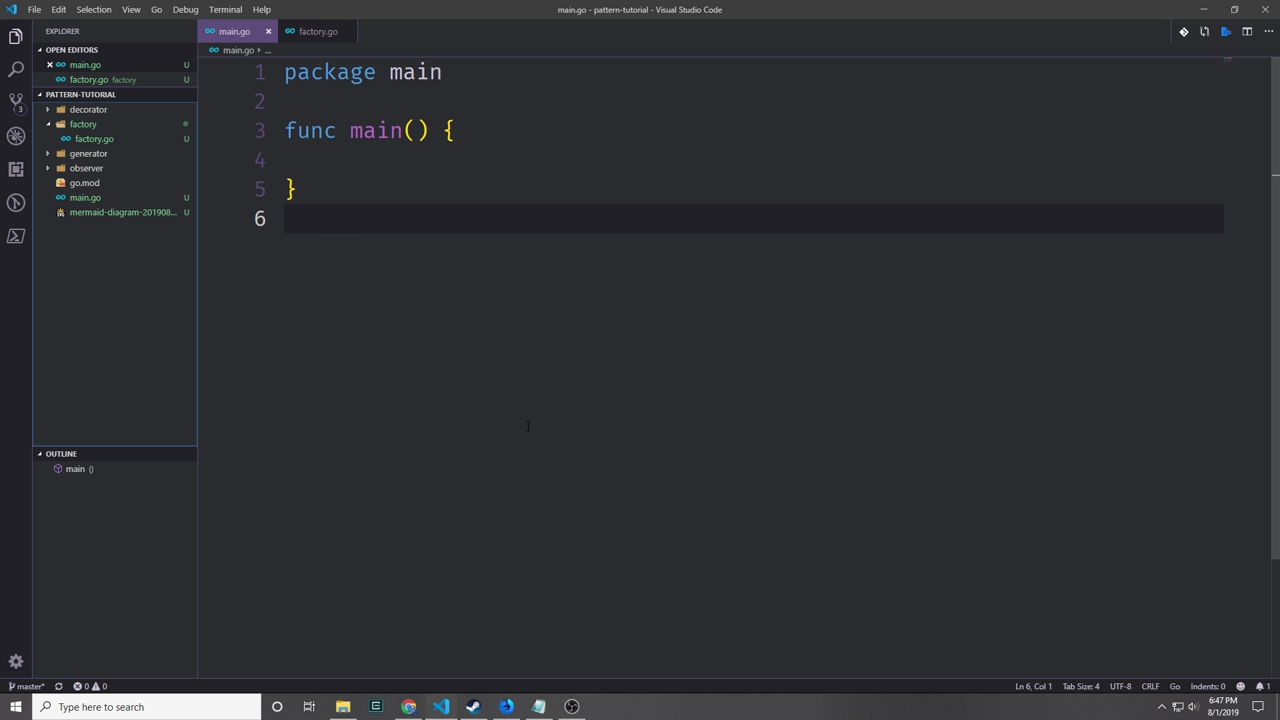 File Edit Selection View Go Debug Terminal Help
main.go - pattern-tutorial - Visual Studio Code
EXPLORER
main.go
factory.go
OPEN EDITORS
main.go > ...
main.go U
factory.go factory U
PATTERN-TUTORIAL
decorator
factory
factory.go U
generator
observer
go.mod
main.go U
mermaid-diagram-201908... U
3
1 package main
2
3 func main() {
4
5 }
6
OUTLINE
main ()
master* 0 0
Ln 6, Col 1 Tab Size: 4 UTF-8 CRLF Go Indents: 0 1
Type here to search
6:47 PM
8/1/2019